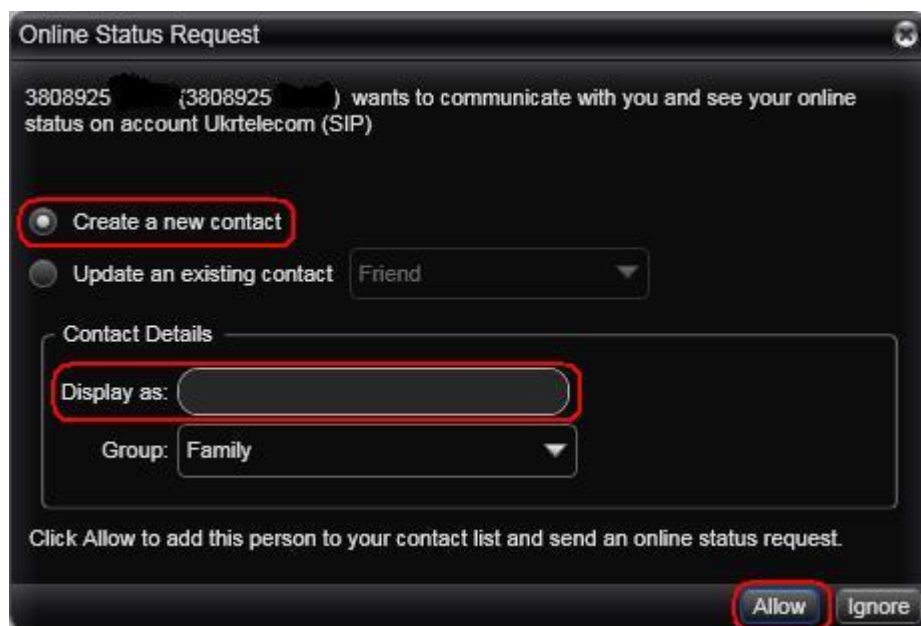 Online Status Request
3808925 (3808925 ) wants to communicate with you and see your online
status on account Ukrtelecom (SIP)
Create a new contact
Update an existing contact Friend
Contact Details
Display as:
Group: Family
Click Allow to add this person to your contact list and send an online status request.
Allow Ignore